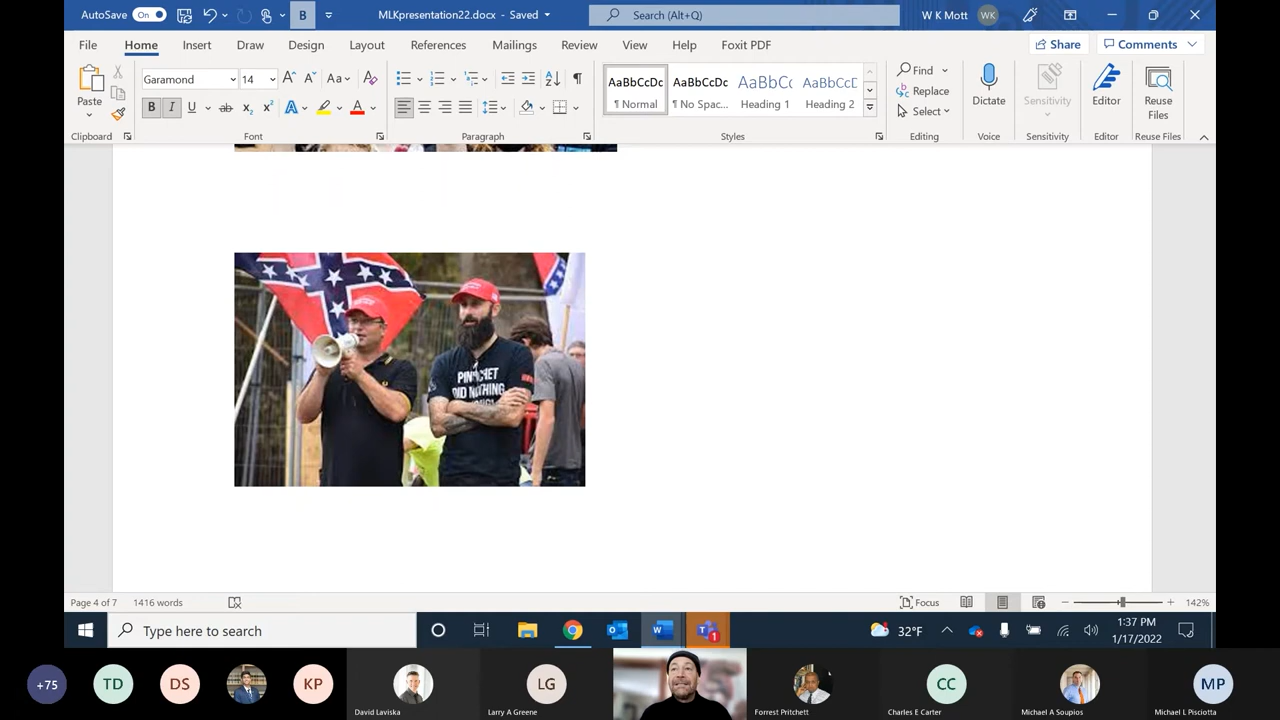 AutoSave On MLKpresentation22.docx - Saved Search (Alt+Q) W K Mott WK
File Home Insert Draw Design Layout References Mailings Review View Help Foxit PDF Share Comments
Paste Garamond 14 Aa AaBbCcDc AaBbCcDc AaBbCc AaBbCcD Find Replace Select Dictate Sensitivity Editor Reuse Files
B I U ab x2 x2 A A ¶ Normal ¶ No Spac... Heading 1 Heading 2
Clipboard Font Paragraph Styles Editing Voice Sensitivity Editor Reuse Files
DID NOTHING
Page 4 of 7 1416 words Focus 142%
Type here to search 32°F 1:37 PM
1/17/2022
+75 TD DS KP LG CC MP
David Laviska Larry A Greene Forrest Pritchett Charles E Carter Michael A Soupios Michael L Pisciotta